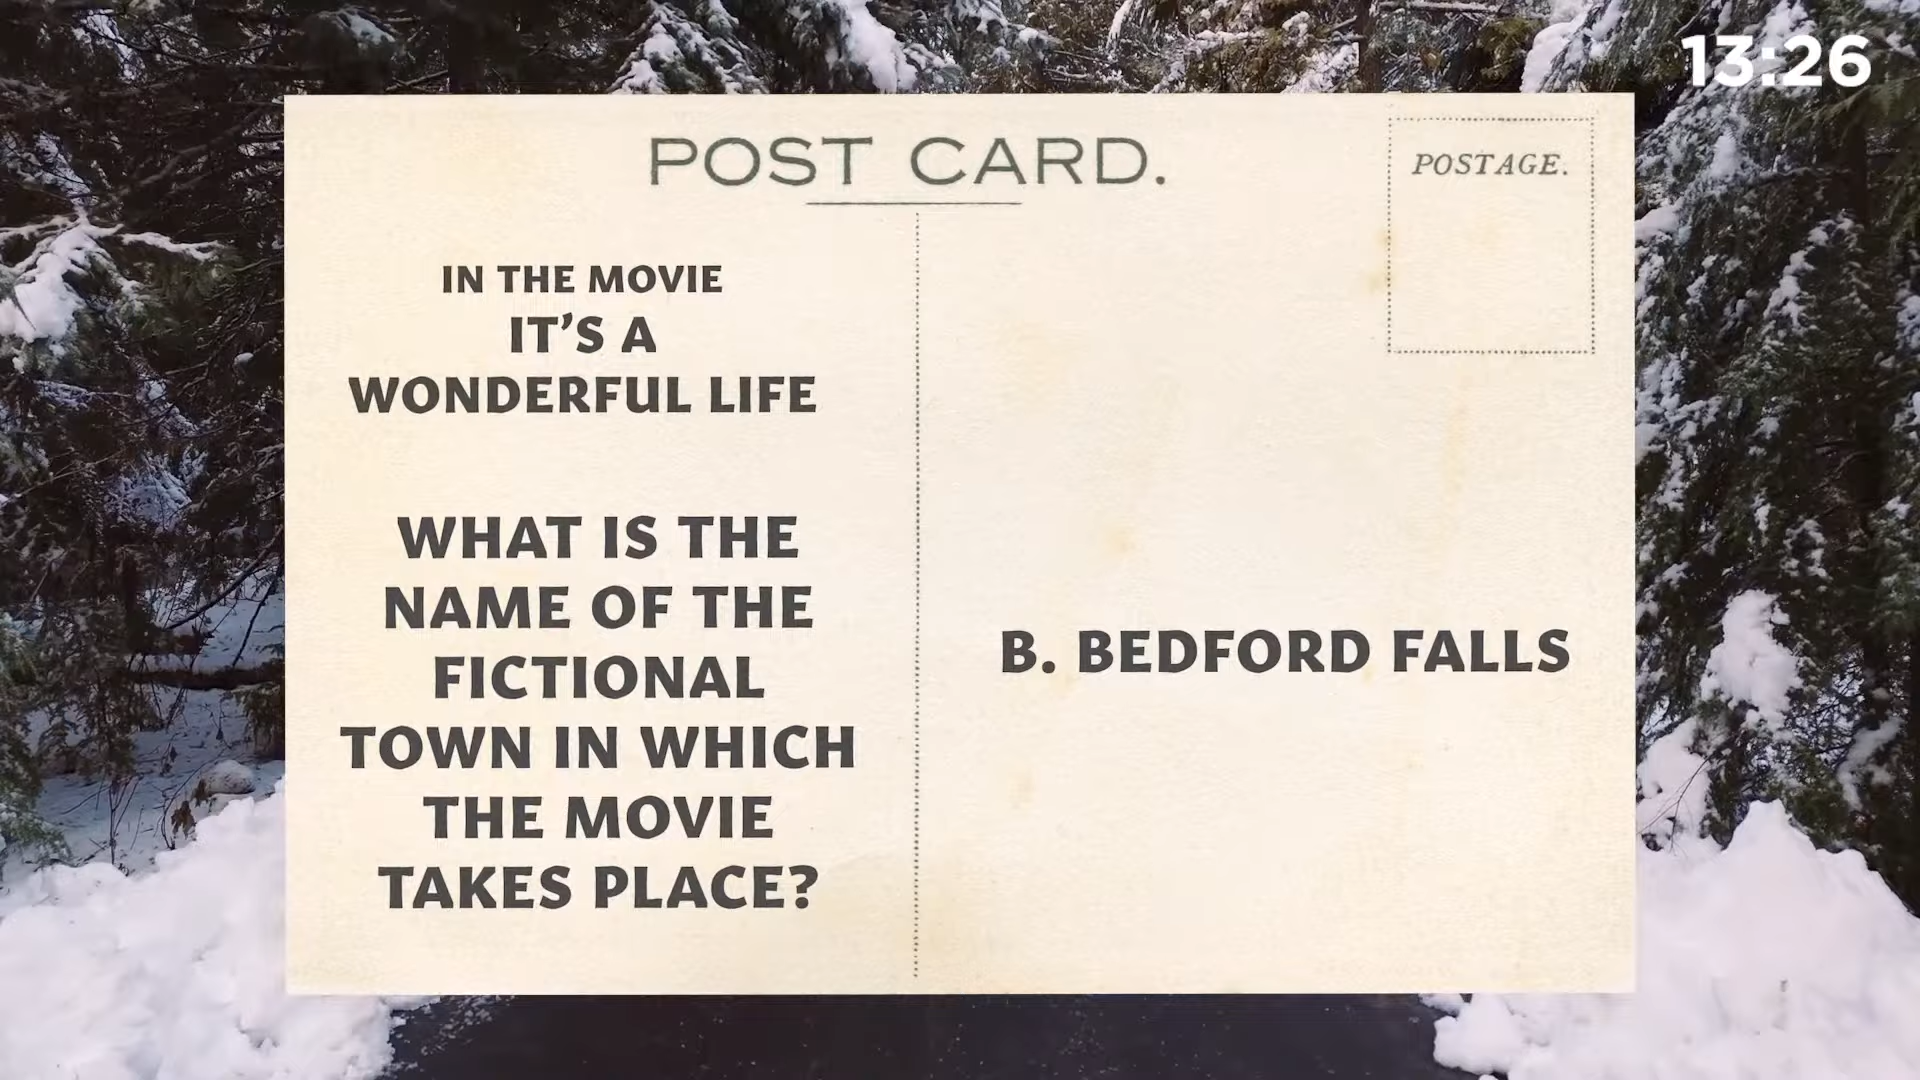 13:26
POST CARD.
POSTAGE.
IN THE MOVIE
IT'S A
WONDERFUL LIFE
WHAT IS THE
NAME OF THE
FICTIONAL
TOWN IN WHICH
THE MOVIE
TAKES PLACE?
B. BEDFORD FALLS